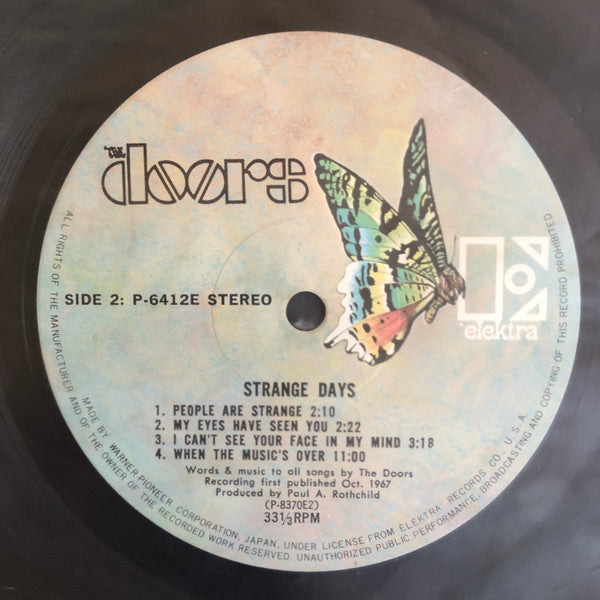 THE
doors
elektra
SIDE 2: P-6412E STEREO
STRANGE DAYS
1. PEOPLE ARE STRANGE 2:10
2. MY EYES HAVE SEEN YOU 2:22
3. I CAN'T SEE YOUR FACE IN MY MIND 3:18
4. WHEN THE MUSIC'S OVER 11:00
Words & music to all songs by The Doors
Recording first published Oct. 1967
Produced by Paul A. Rothchild
(P-8370E2)
33⅓RPM
ALL RIGHTS OF THE MANUFACTURER AND OF THE OWNER OF THE RECORDED WORK RESERVED. UNAUTHORIZED PUBLIC PERFORMANCE, BROADCASTING AND COPYING OF THIS RECORD PROHIBITED
MADE BY WARNER-PIONEER CORPORATION, JAPAN, UNDER LICENSE FROM ELEKTRA RECORDS CO., U.S.A.